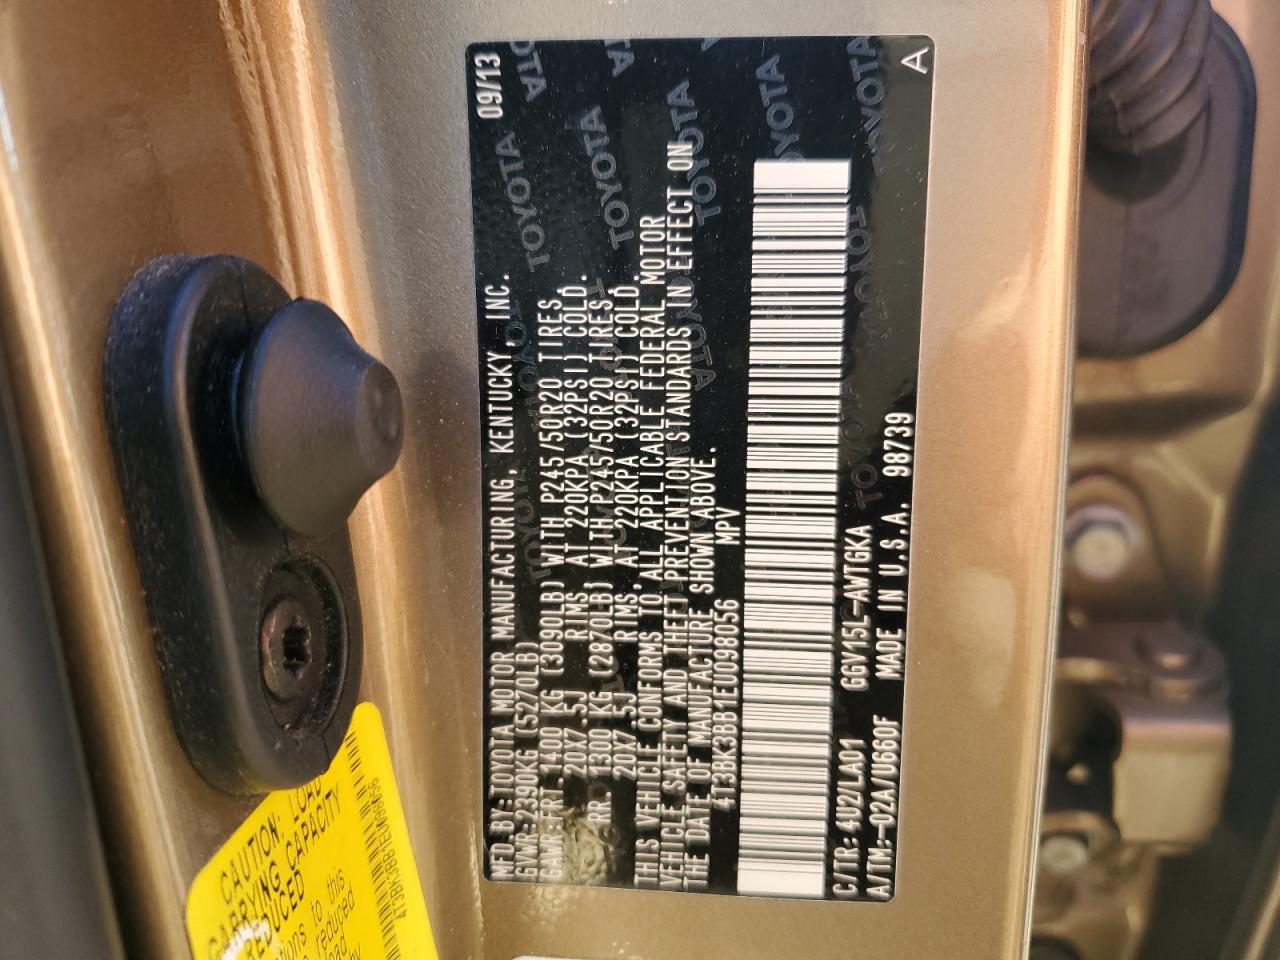 MFD.BY:TOYOTA MOTOR MANUFACTURING, KENTUCKY, INC. 09/13
GVWR:2390KG (5270LB)
GAWR:FRT.1400 KG (3090LB) WITH P245/50R20 TIRES,
20X7.5J RIMS, AT 220KPA (32PSI) COLD.
RR 1300 KG (2870LB) WITH P245/50R20 TIRES,
20X7.5J RIMS, AT 220KPA (32PSI) COLD.
THIS VEHICLE CONFORMS TO ALL APPLICABLE FEDERAL MOTOR
VEHICLE SAFETY AND THEFT PREVENTION STANDARDS IN EFFECT ON
THE DATE OF MANUFACTURE SHOWN ABOVE.
4T3BK3BB1EU098056 MPV
C/TR:4U2/LA01 GGV15L-AWTGKA
A/TM:-02A/U660F MADE IN U.S.A. 98739
A
TOYOTA
CAUTION: LOAD
CARRYING CAPACITY
REDUCED
to this
reduced
4T3BK3BB1EU098056